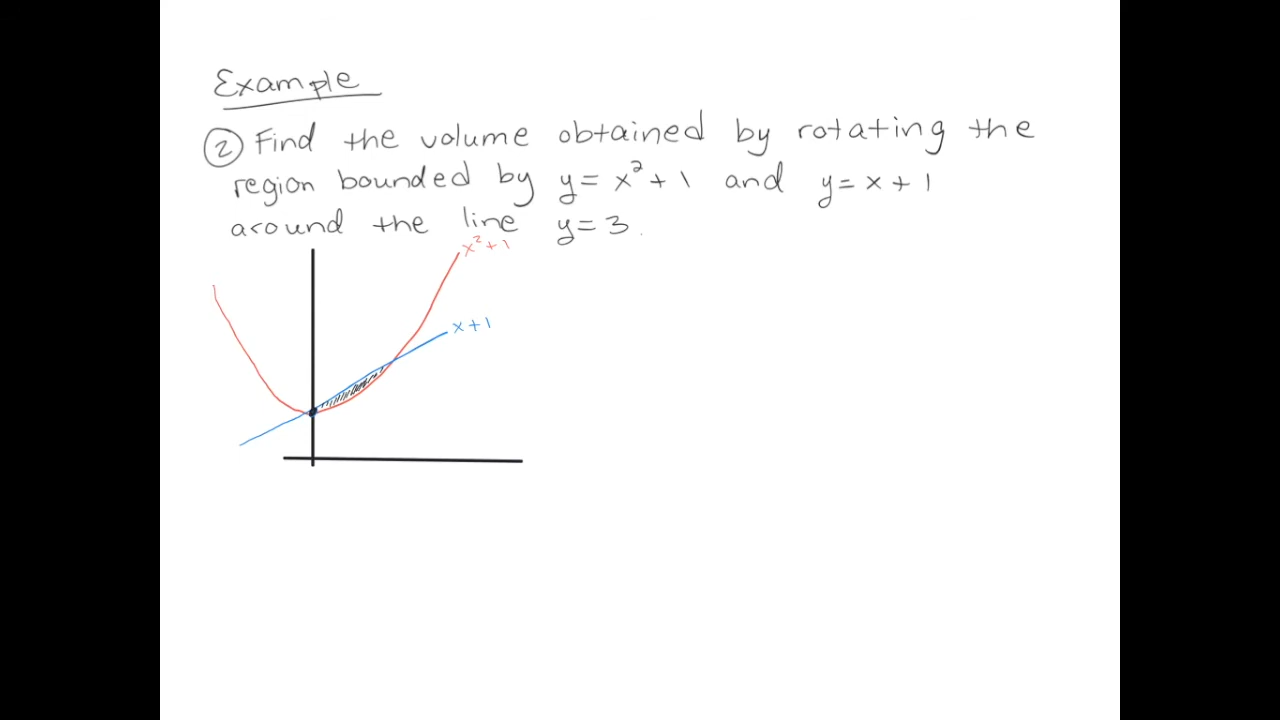 Example
② Find the volume obtained by rotating the
region bounded by y = x² + 1 and y = x + 1
around the line y = 3.
x² + 1
x + 1